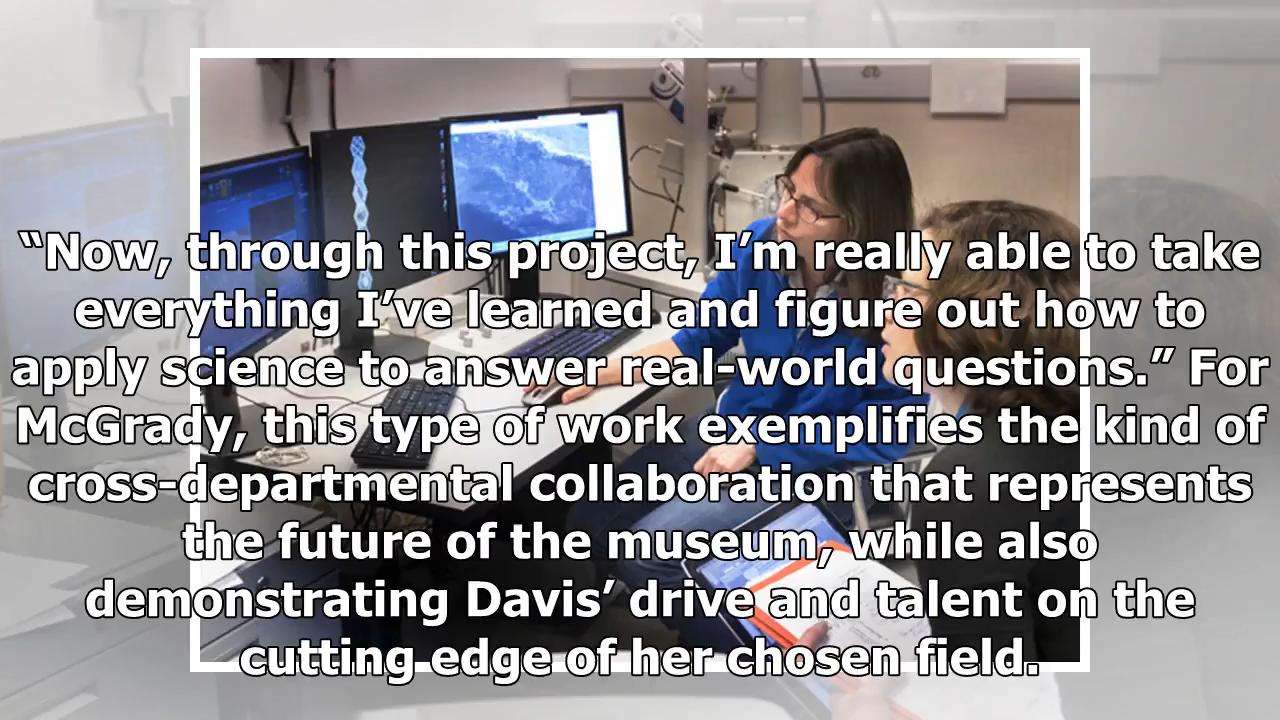 “Now, through this project, I’m really able to take
everything I’ve learned and figure out how to
apply science to answer real-world questions.” For
McGrady, this type of work exemplifies the kind of
cross-departmental collaboration that represents
the future of the museum, while also
demonstrating Davis’ drive and talent on the
cutting edge of her chosen field.